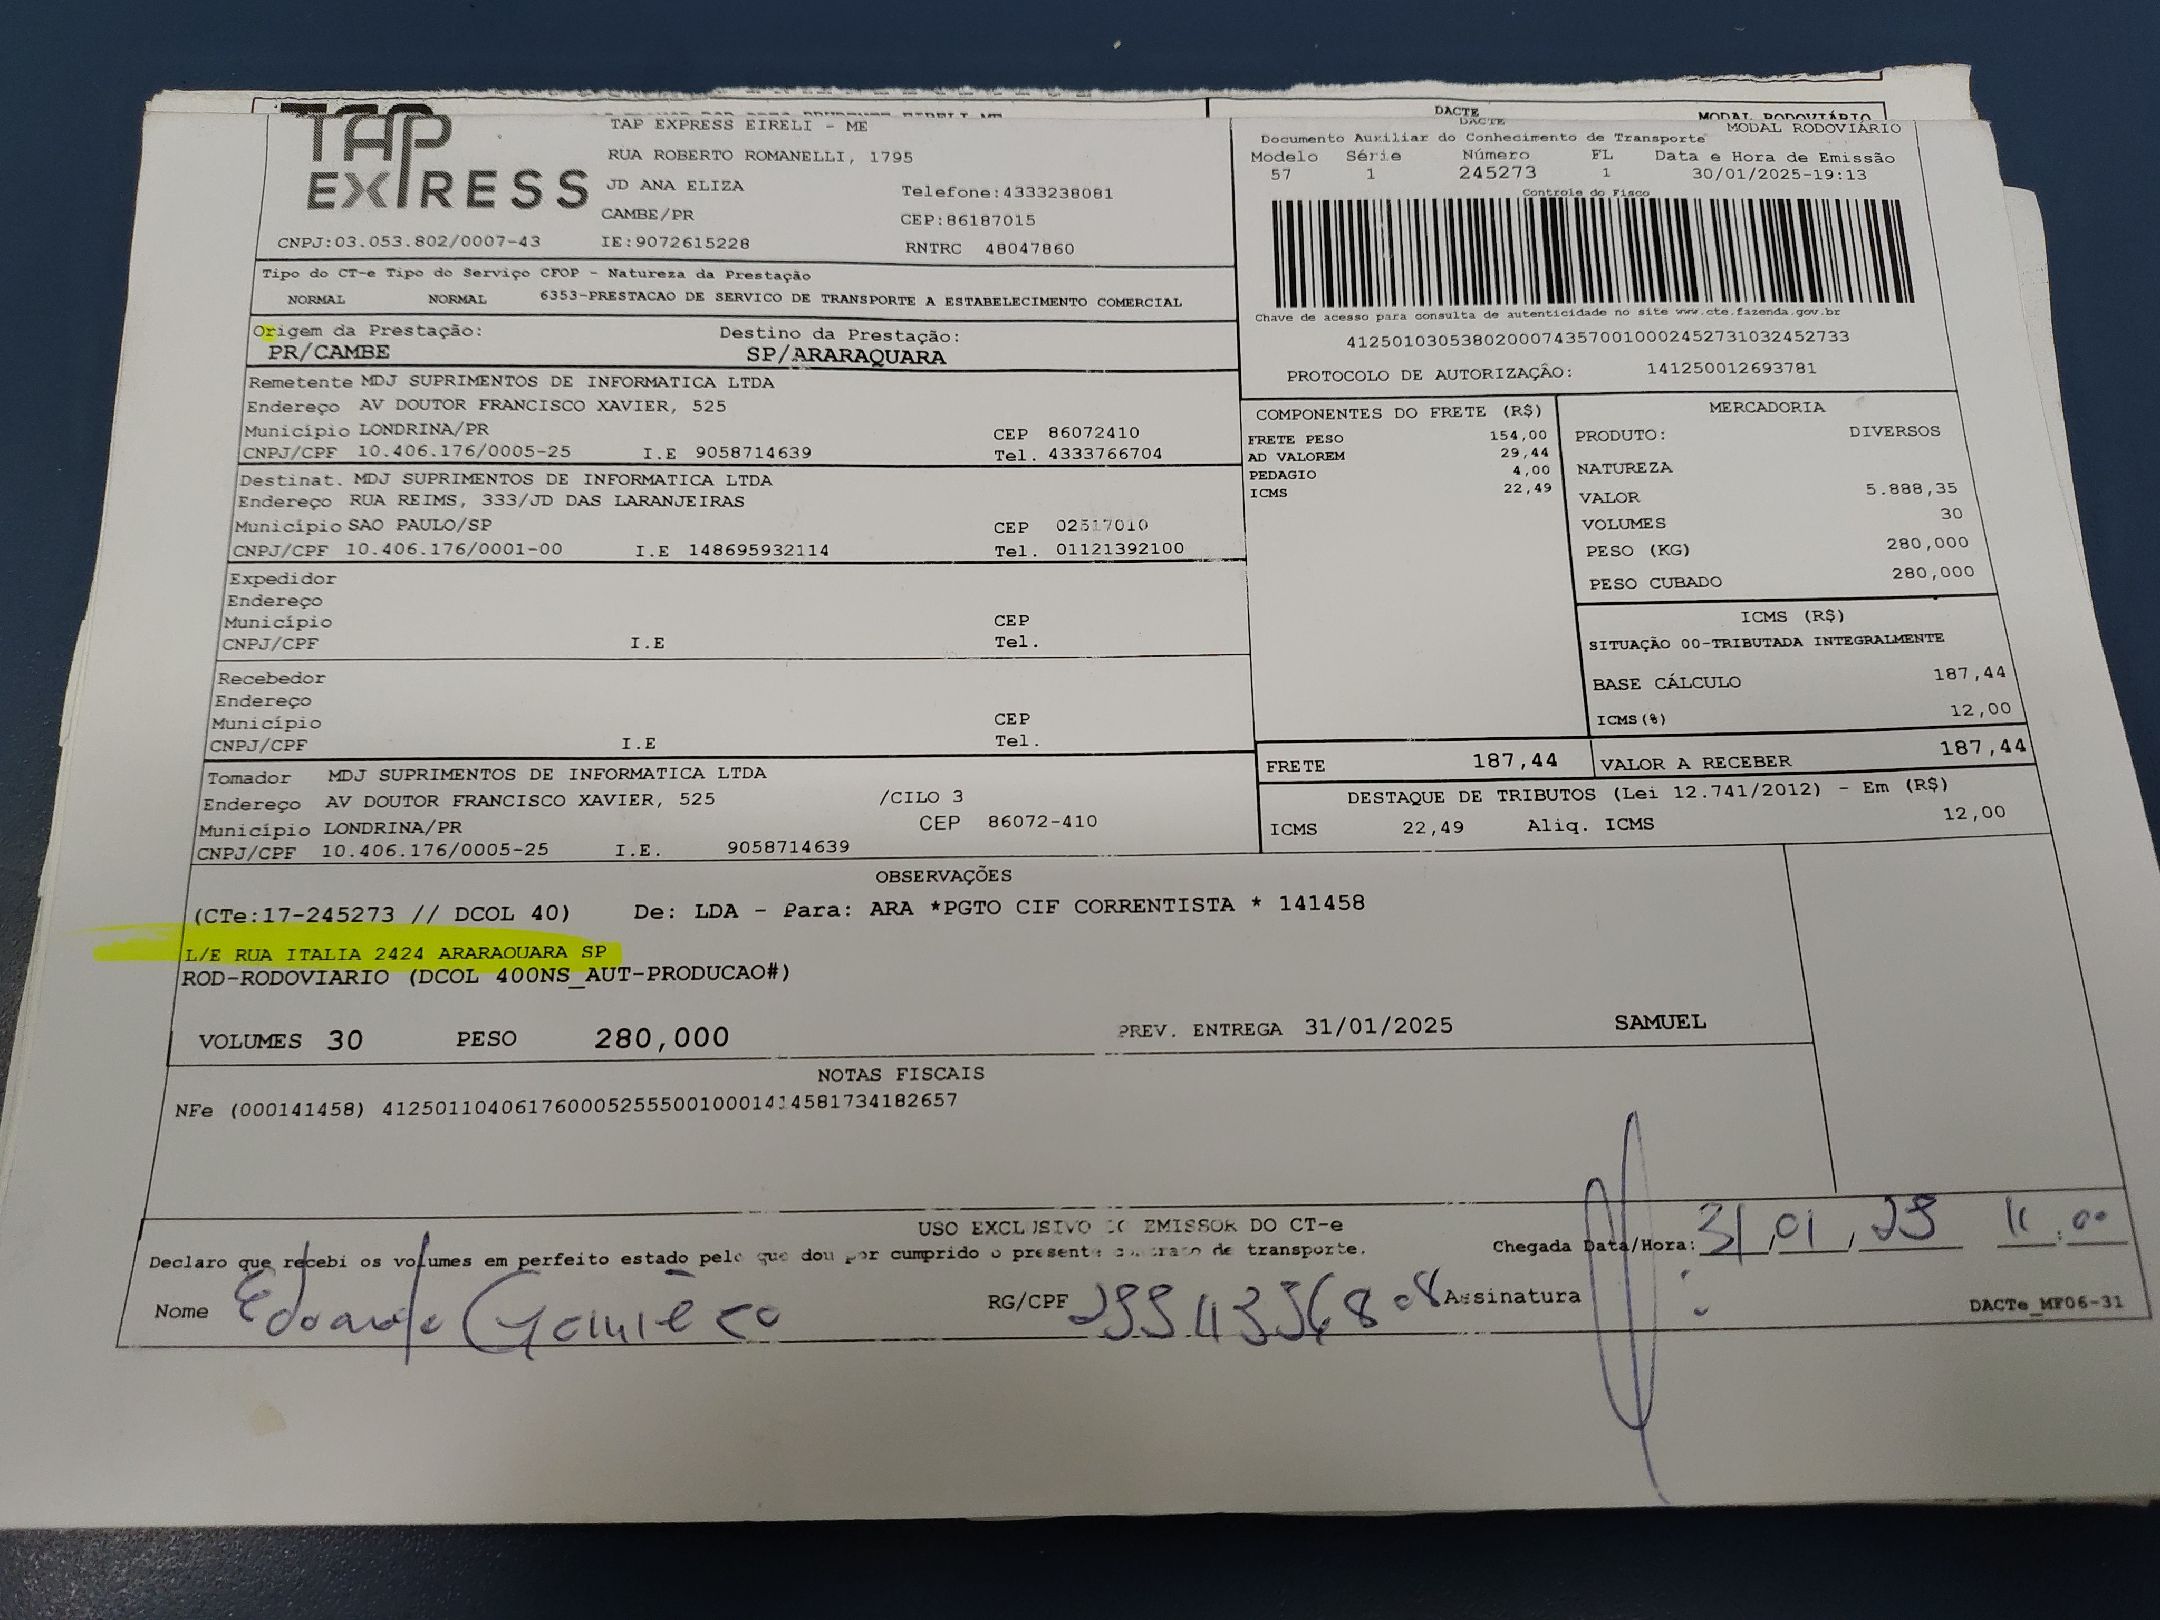 TAP EXPRESS
TAP EXPRESS EIRELI - ME
RUA ROBERTO ROMANELLI, 1795
JD ANA ELIZA Telefone:4333238081
CAMBE/PR CEP:86187015
CNPJ:03.053.802/0007-43 IE:9072615228 RNTRC 48047860
DACTE MODAL RODOVIÁRIO
DACTE MODAL RODOVIÁRIO
Documento Auxiliar do Conhecimento de Transporte
Modelo Série Número FL Data e Hora de Emissão
57 1 245273 1 30/01/2025-19:13
Controle do Fisco
Chave de acesso para consulta de autenticidade no site www.cte.fazenda.gov.br
41250103053802000743570010002452731032452733
PROTOCOLO DE AUTORIZAÇÃO: 141250012693781
Tipo do CT-e Tipo do Serviço CFOP - Natureza da Prestação
NORMAL NORMAL 6353-PRESTACAO DE SERVICO DE TRANSPORTE A ESTABELECIMENTO COMERCIAL
Origem da Prestação: Destino da Prestação:
PR/CAMBE SP/ARARAQUARA
Remetente MDJ SUPRIMENTOS DE INFORMATICA LTDA
Endereço AV DOUTOR FRANCISCO XAVIER, 525
Município LONDRINA/PR CEP 86072410
CNPJ/CPF 10.406.176/0005-25 I.E 9058714639 Tel. 4333766704
Destinat. MDJ SUPRIMENTOS DE INFORMATICA LTDA
Endereço RUA REIMS, 333/JD DAS LARANJEIRAS
Município SAO PAULO/SP CEP 02517010
CNPJ/CPF 10.406.176/0001-00 I.E 148695932114 Tel. 01121392100
Expedidor
Endereço
Município CEP
CNPJ/CPF I.E Tel.
Recebedor
Endereço
Município CEP
CNPJ/CPF I.E Tel.
Tomador MDJ SUPRIMENTOS DE INFORMATICA LTDA
Endereço AV DOUTOR FRANCISCO XAVIER, 525 /CILO 3
Município LONDRINA/PR CEP 86072-410
CNPJ/CPF 10.406.176/0005-25 I.E. 9058714639
COMPONENTES DO FRETE (R$)
FRETE PESO 154,00
AD VALOREM 29,44
PEDAGIO 4,00
ICMS 22,49
MERCADORIA
PRODUTO: DIVERSOS
NATUREZA
VALOR 5.888,35
VOLUMES 30
PESO (KG) 280,000
PESO CUBADO 280,000
ICMS (R$)
SITUAÇÃO 00-TRIBUTADA INTEGRALMENTE
BASE CÁLCULO 187,44
ICMS(%) 12,00
FRETE 187,44 VALOR A RECEBER 187,44
DESTAQUE DE TRIBUTOS (Lei 12.741/2012) - Em (R$)
ICMS 22,49 Aliq. ICMS 12,00
OBSERVAÇÕES
(CTe:17-245273 // DCOL 40) De: LDA - Para: ARA *PGTO CIF CORRENTISTA * 141458
L/E RUA ITALIA 2424 ARARAQUARA SP
ROD-RODOVIARIO (DCOL 400NS_AUT-PRODUCAO#)
VOLUMES 30 PESO 280,000 PREV. ENTREGA 31/01/2025 SAMUEL
NOTAS FISCAIS
NFe (000141458) 41250110406176000525550010001414581734182657
USO EXCLUSIVO DO EMISSOR DO CT-e
Declaro que recebi os volumes em perfeito estado pelo que dou por cumprido o presente contrato de transporte.
Chegada Data/Hora: 31,01,25 11:00
Nome RG/CPF Assinatura
DACTe_MF06-31